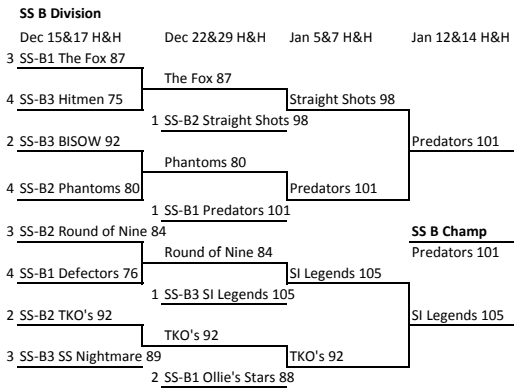 SS B Division
Dec 15&17 H&H Dec 22&29 H&H Jan 5&7 H&H Jan 12&14 H&H
3 SS-B1 The Fox 87
The Fox 87
4 SS-B3 Hitmen 75 Straight Shots 98
1 SS-B2 Straight Shots 98
2 SS-B3 BISOW 92 Predators 101
Phantoms 80
4 SS-B2 Phantoms 80 Predators 101
1 SS-B1 Predators 101
3 SS-B2 Round of Nine 84 SS B Champ
Round of Nine 84 Predators 101
4 SS-B1 Defectors 76 SI Legends 105
1 SS-B3 SI Legends 105
2 SS-B2 TKO's 92 SI Legends 105
TKO's 92
3 SS-B3 SS Nightmare 89 TKO's 92
2 SS-B1 Ollie's Stars 88